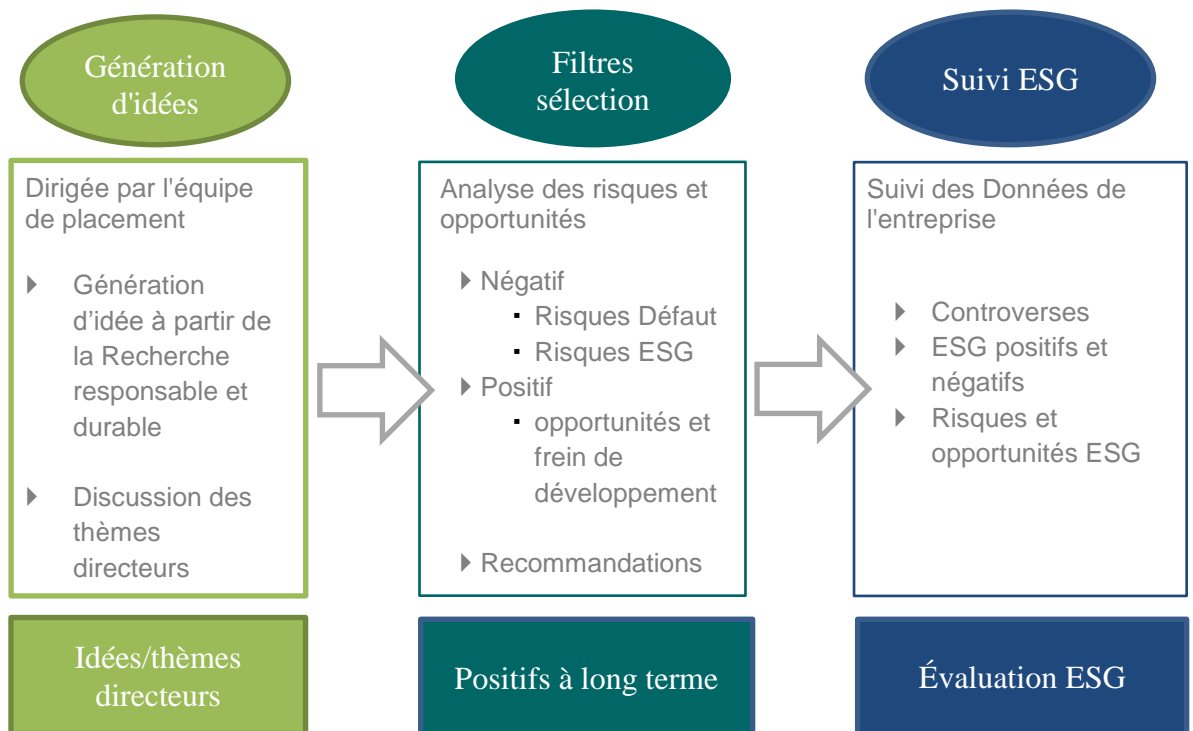 Génération
d'idées
Dirigée par l'équipe
de placement
Génération
d’idée à partir de
la Recherche
responsable et
durable
Discussion des
thèmes
directeurs
Idées/thèmes
directeurs
Filtres
sélection
Analyse des risques et
opportunités
Négatif
Risques Défaut
Risques ESG
Positif
opportunités et
frein de
développement
Recommandations
Positifs à long terme
Suivi ESG
Suivi des Données de
l'entreprise
Controverses
ESG positifs et
négatifs
Risques et
opportunités ESG
Évaluation ESG